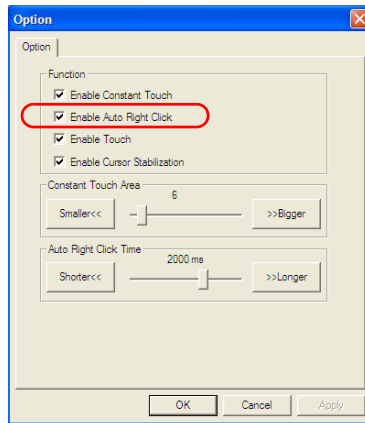 Option
Option
Function
Enable Constant Touch
Enable Auto Right Click
Enable Touch
Enable Cursor Stabilization
Constant Touch Area
6
Smaller<< >>Bigger
Auto Right Click Time
2000 ms
Shorter<< >>Longer
OK Cancel Apply